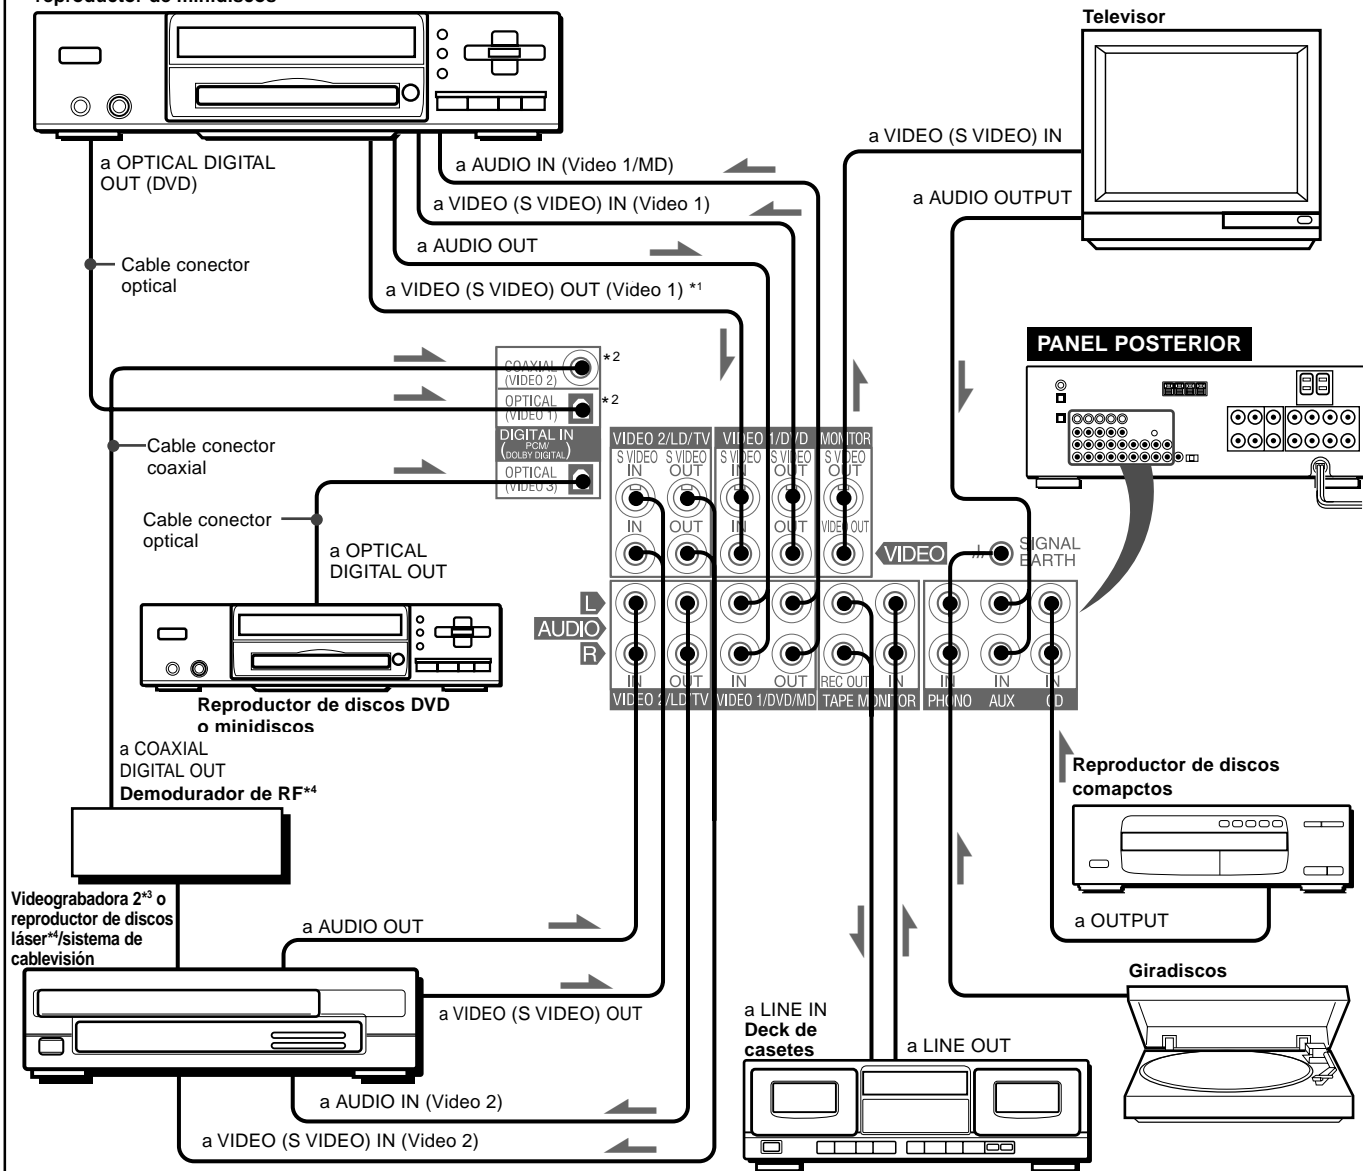 reproductor de minidiscos
Televisor
a OPTICAL DIGITAL
OUT (DVD)
a AUDIO IN (Video 1/MD)
a VIDEO (S VIDEO) IN (Video 1)
a AUDIO OUT
a VIDEO (S VIDEO) OUT (Video 1) *1
a VIDEO (S VIDEO) IN
a AUDIO OUTPUT
Cable conector
optical
PANEL POSTERIOR
COAXIAL
(VIDEO 2)
*2
OPTICAL
(VIDEO 1)
*2
DIGITAL IN
(PCM/
DOLBY DIGITAL)
OPTICAL
(VIDEO 3)
Cable conector
coaxial
Cable conector
optical
a OPTICAL
DIGITAL OUT
VIDEO 2/LD/TV VIDEO 1/DVD MONITOR
S VIDEO S VIDEO S VIDEO S VIDEO S VIDEO
IN OUT IN OUT OUT
IN OUT IN OUT VIDEO OUT
VIDEO
SIGNAL
EARTH
L
AUDIO
R
IN OUT IN OUT REC OUT IN IN IN IN
VIDEO 2/LD/TV VIDEO 1/DVD/MD TAPE MONITOR PHONO AUX CD
Reproductor de discos DVD
o minidiscos
a COAXIAL
DIGITAL OUT
Demodurador de RF*4
Videograbadora 2*3 o
reproductor de discos
láser*4/sistema de
cablevisión
a AUDIO OUT
a VIDEO (S VIDEO) OUT
a AUDIO IN (Video 2)
a VIDEO (S VIDEO) IN (Video 2)
a LINE IN
Deck de
casetes
a LINE OUT
Reproductor de discos
comapctos
a OUTPUT
Giradiscos